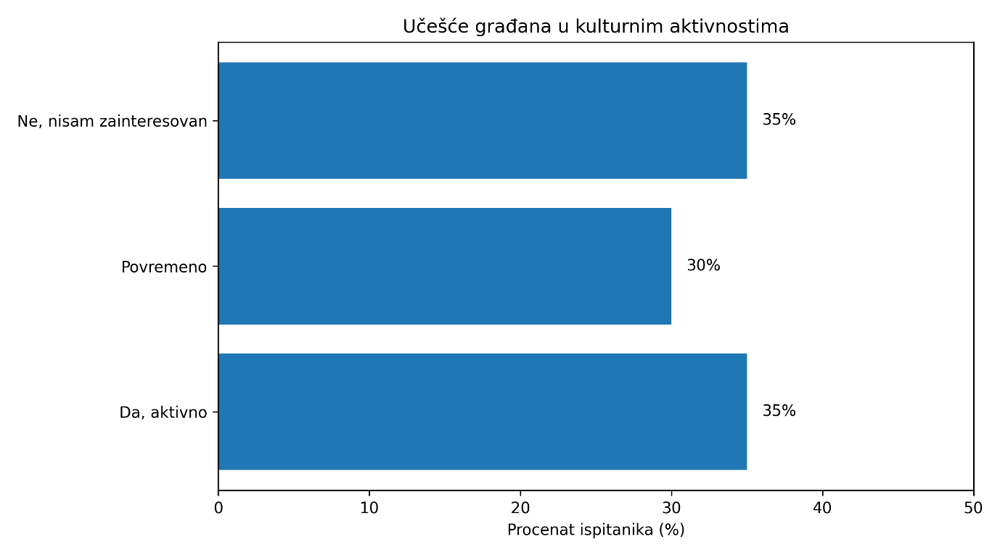 Učešće građana u kulturnim aktivnostima
Ne, nisam zainteresovan
35%
Povremeno
30%
Da, aktivno
35%
0 10 20 30 40 50
Procenat ispitanika (%)